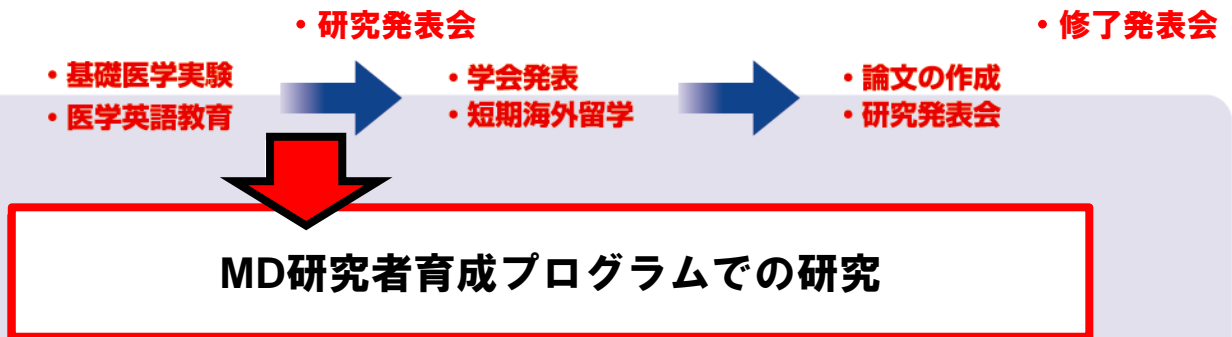 ・研究発表会
・修了発表会
・基礎医学実験
・医学英語教育
・学会発表
・短期海外留学
・論文の作成
・研究発表会
MD研究者育成プログラムでの研究